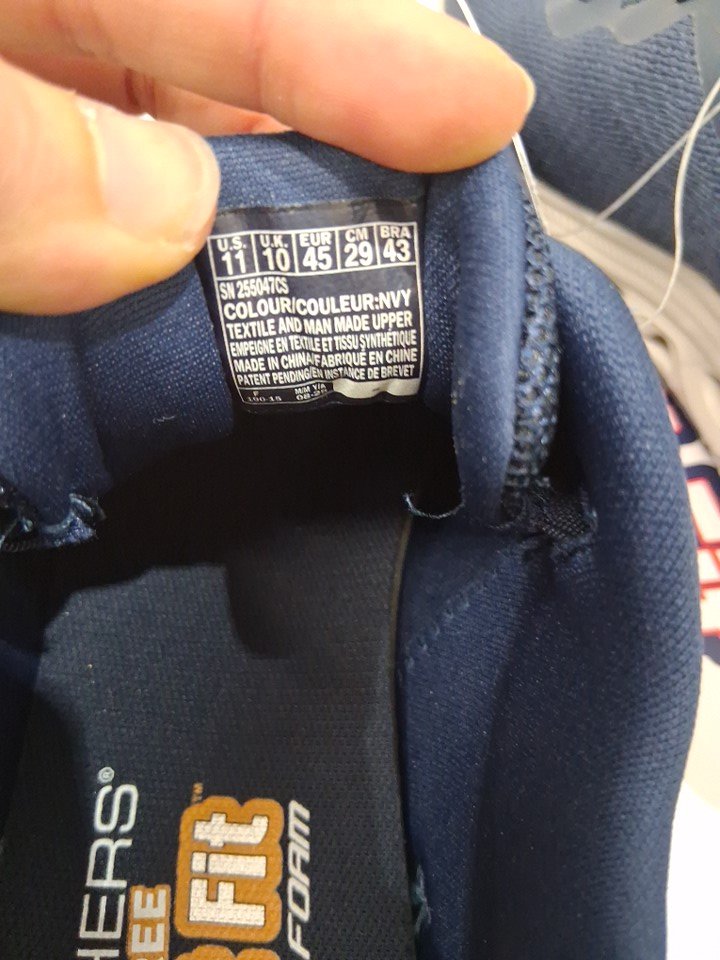 U.S. U.K. EUR CM BRA
11 10 45 29 43
SN 255047CS
COLOUR/COULEUR:NVY
TEXTILE AND MAN MADE UPPER
EMPEIGNE EN TEXTILE ET TISSU SYNTHETIQUE
MADE IN CHINA/FABRIQUÉ EN CHINE
PATENT PENDING/EN INSTANCE DE BREVET
F M/M Y/A
HERS®
Fit™
FOAM